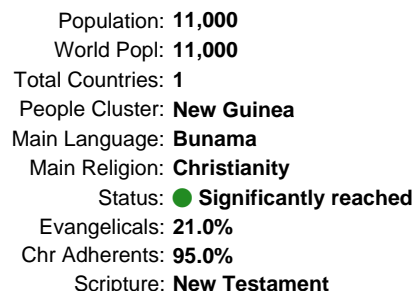 Population: 11,000
World Popl: 11,000
Total Countries: 1
People Cluster: New Guinea
Main Language: Bunama
Main Religion: Christianity
Status: Significantly reached
Evangelicals: 21.0%
Chr Adherents: 95.0%
Scripture: New Testament